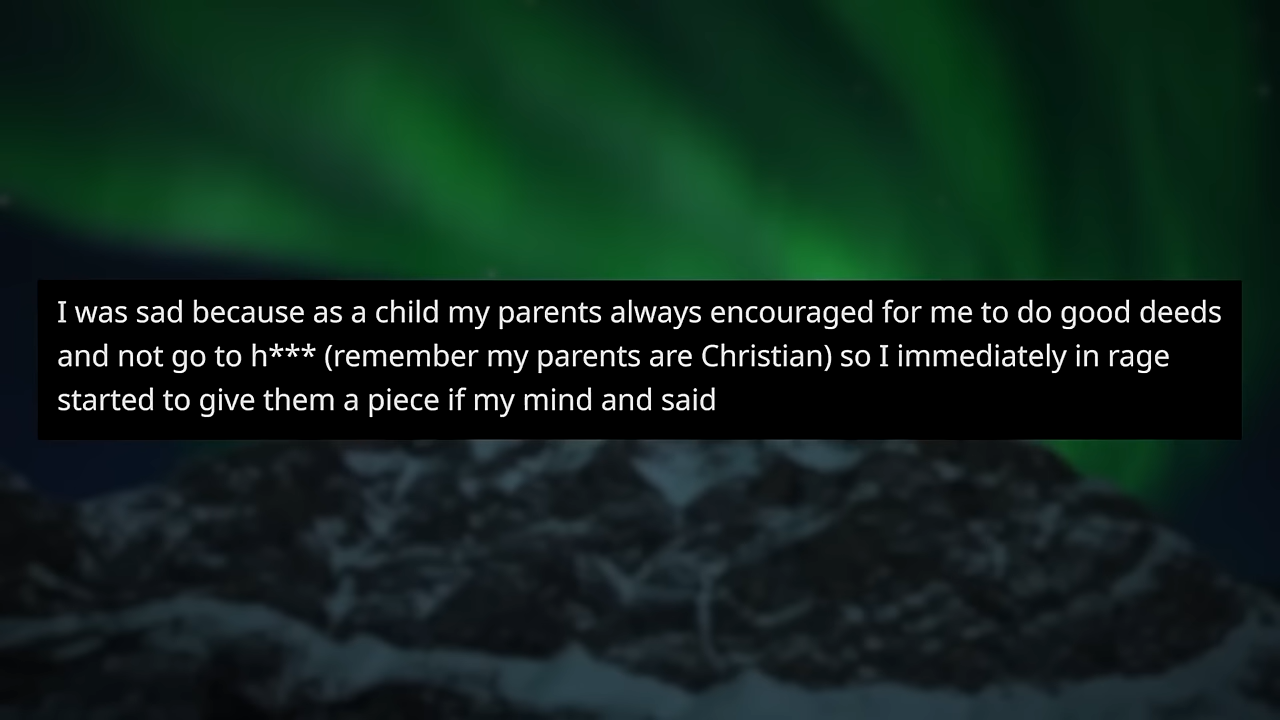 I was sad because as a child my parents always encouraged for me to do good deeds
and not go to h*** (remember my parents are Christian) so I immediately in rage
started to give them a piece if my mind and said